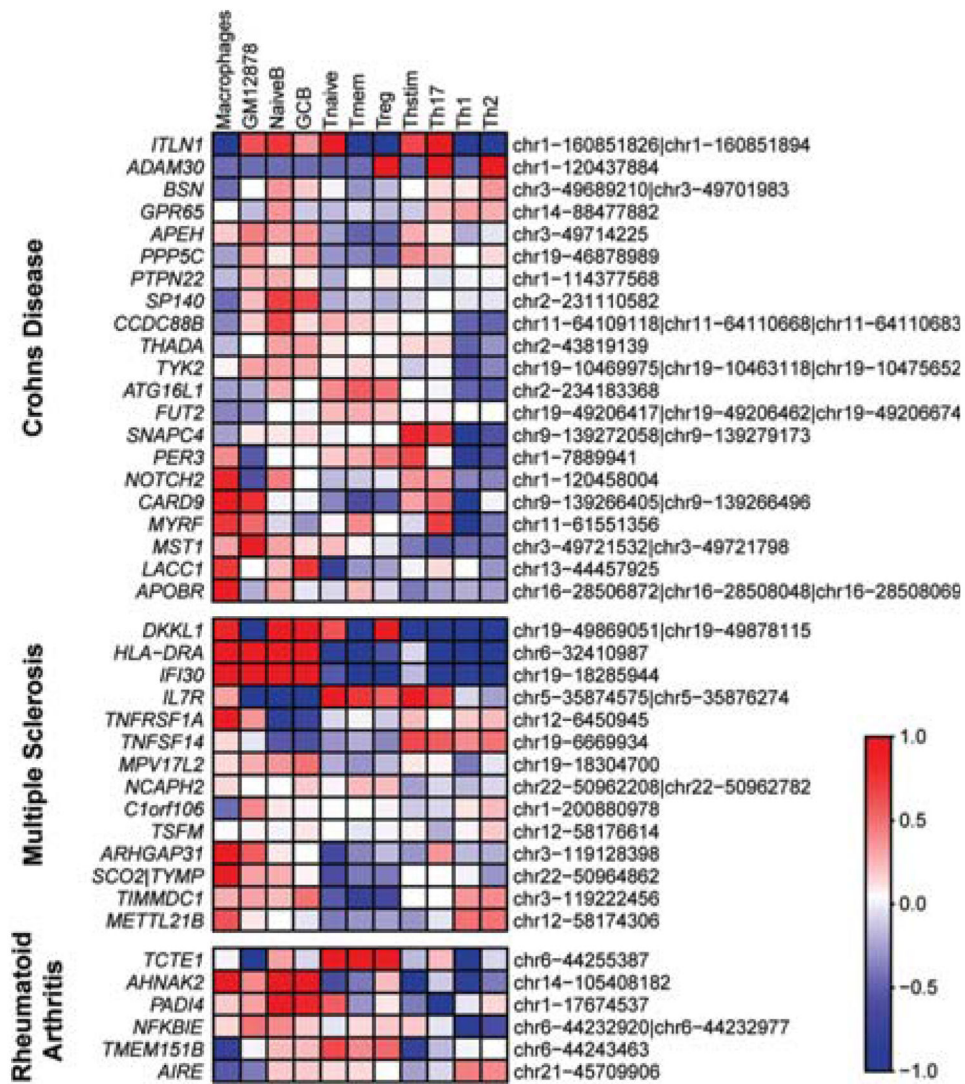 Macrophages GM12878 NaiveB GCB Tnaive Tmem Treg Thstim Th17 Th1 Th2
Crohns Disease
ITLN1 chr1-160851826|chr1-160851894
ADAM30 chr1-120437884
BSN chr3-49689210|chr3-49701983
GPR65 chr14-88477882
APEH chr3-49714225
PPP5C chr19-46878989
PTPN22 chr1-114377568
SP140 chr2-231110582
CCDC88B chr11-64109118|chr11-64110668|chr11-64110683
THADA chr2-43819139
TYK2 chr19-10469975|chr19-10463118|chr19-10475652
ATG16L1 chr2-234183368
FUT2 chr19-49206417|chr19-49206462|chr19-49206674
SNAPC4 chr9-139272058|chr9-139279173
PER3 chr1-7889941
NOTCH2 chr1-120458004
CARD9 chr9-139266405|chr9-139266496
MYRF chr11-61551356
MST1 chr3-49721532|chr3-49721798
LACC1 chr13-44457925
APOBR chr16-28506872|chr16-28508048|chr16-28508069
Multiple Sclerosis
DKKL1 chr19-49869051|chr19-49878115
HLA-DRA chr6-32410987
IFI30 chr19-18285944
IL7R chr5-35874575|chr5-35876274
TNFRSF1A chr12-6450945
TNFSF14 chr19-6669934
MPV17L2 chr19-18304700
NCAPH2 chr22-50962208|chr22-50962782
C1orf106 chr1-200880978
TSFM chr12-58176614
ARHGAP31 chr3-119128398
SCO2|TYMP chr22-50964862
TIMMDC1 chr3-119222456
METTL21B chr12-58174306
Rheumatoid
Arthritis
TCTE1 chr6-44255387
AHNAK2 chr14-105408182
PADI4 chr1-17674537
NFKBIE chr6-44232920|chr6-44232977
TMEM151B chr6-44243463
AIRE chr21-45709906
1.0
0.5
0.0
-0.5
-1.0